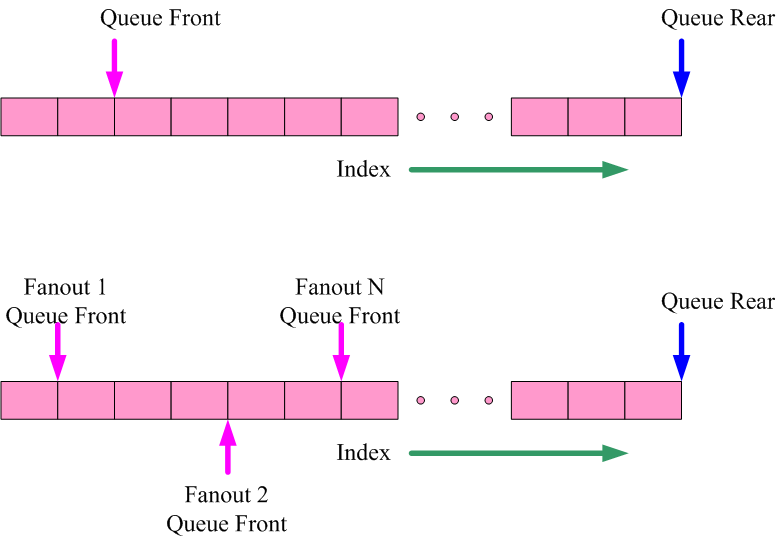 Queue Front
Queue Rear
Index
Fanout 1
Queue Front
Fanout N
Queue Front
Queue Rear
Index
Fanout 2
Queue Front